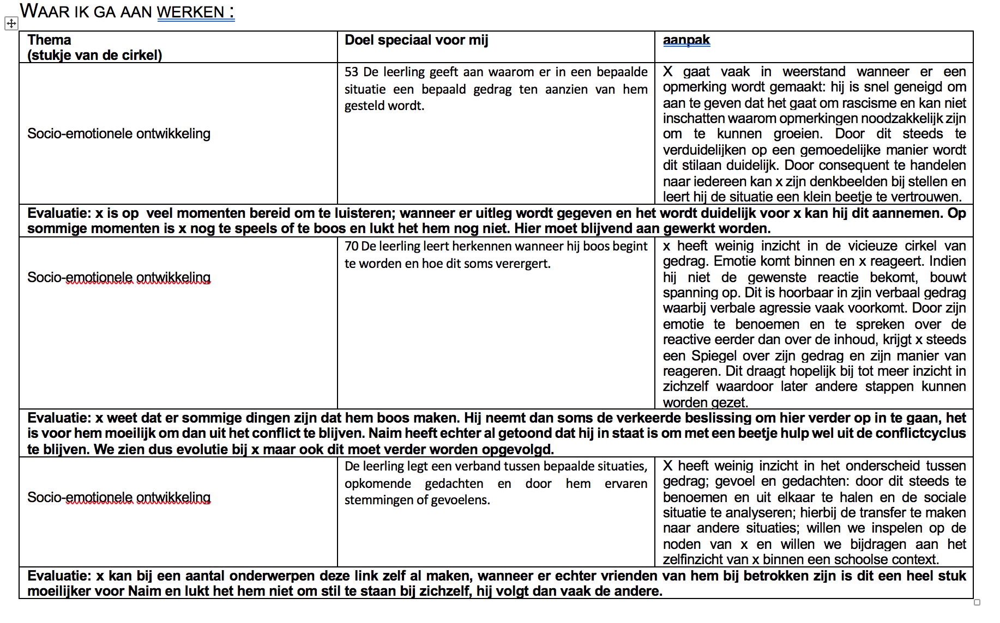 WAAR IK GA AAN WERKEN :
Thema
(stukje van de cirkel)
Doel speciaal voor mij
aanpak
Socio-emotionele ontwikkeling
53 De leerling geeft aan waarom er in een bepaalde
situatie een bepaald gedrag ten aanzien van hem
gesteld wordt.
X gaat vaak in weerstand wanneer er een
opmerking wordt gemaakt: hij is snel geneigd om
aan te geven dat het gaat om rascisme en kan niet
inschatten waarom opmerkingen noodzakkelijk zijn
om te kunnen groeien. Door dit steeds te
verduidelijken op een gemoedelijke manier wordt
dit stilaan duidelijk. Door consequent te handelen
naar iedereen kan x zijn denkbeelden bij stellen en
leert hij de situatie een klein beetje te vertrouwen.
Evaluatie: x is op veel momenten bereid om te luisteren; wanneer er uitleg wordt gegeven en het wordt duidelijk voor x kan hij dit aannemen. Op
sommige momenten is x nog te speels of te boos en lukt het hem nog niet. Hier moet blijvend aan gewerkt worden.
Socio-emotionele ontwikkeling
70 De leerling leert herkennen wanneer hij boos begint
te worden en hoe dit soms verergert.
x heeft weinig inzicht in de vicieuze cirkel van
gedrag. Emotie komt binnen en x reageert. Indien
hij niet de gewenste reactie bekomt, bouwt
spanning op. Dit is hoorbaar in zjin verbaal gedrag
waarbij verbale agressie vaak voorkomt. Door zijn
emotie te benoemen en te spreken over de
reactive eerder dan over de inhoud, krijgt x steeds
een Spiegel over zijn gedrag en zijn manier van
reageren. Dit draagt hopelijk bij tot meer inzicht in
zichzelf waardoor later andere stappen kunnen
worden gezet.
Evaluatie: x weet dat er sommige dingen zijn dat hem boos maken. Hij neemt dan soms de verkeerde beslissing om hier verder op in te gaan, het
is voor hem moeilijk om dan uit het conflict te blijven. Naim heeft echter al getoond dat hij in staat is om met een beetje hulp wel uit de conflictcyclus
te blijven. We zien dus evolutie bij x maar ook dit moet verder worden opgevolgd.
Socio-emotionele ontwikkeling
De leerling legt een verband tussen bepaalde situaties,
opkomende gedachten en door hem ervaren
stemmingen of gevoelens.
X heeft weinig inzicht in het onderscheid tussen
gedrag; gevoel en gedachten: door dit steeds te
benoemen en uit elkaar te halen en de sociale
situatie te analyseren; hierbij de transfer te maken
naar andere situaties; willen we inspelen op de
noden van x en willen we bijdragen aan het
zelfinzicht van x binnen een schoolse context.
Evaluatie: x kan bij een aantal onderwerpen deze link zelf al maken, wanneer er echter vrienden van hem bij betrokken zijn is dit een heel stuk
moeilijker voor Naim en lukt het hem niet om stil te staan bij zichzelf, hij volgt dan vaak de andere.